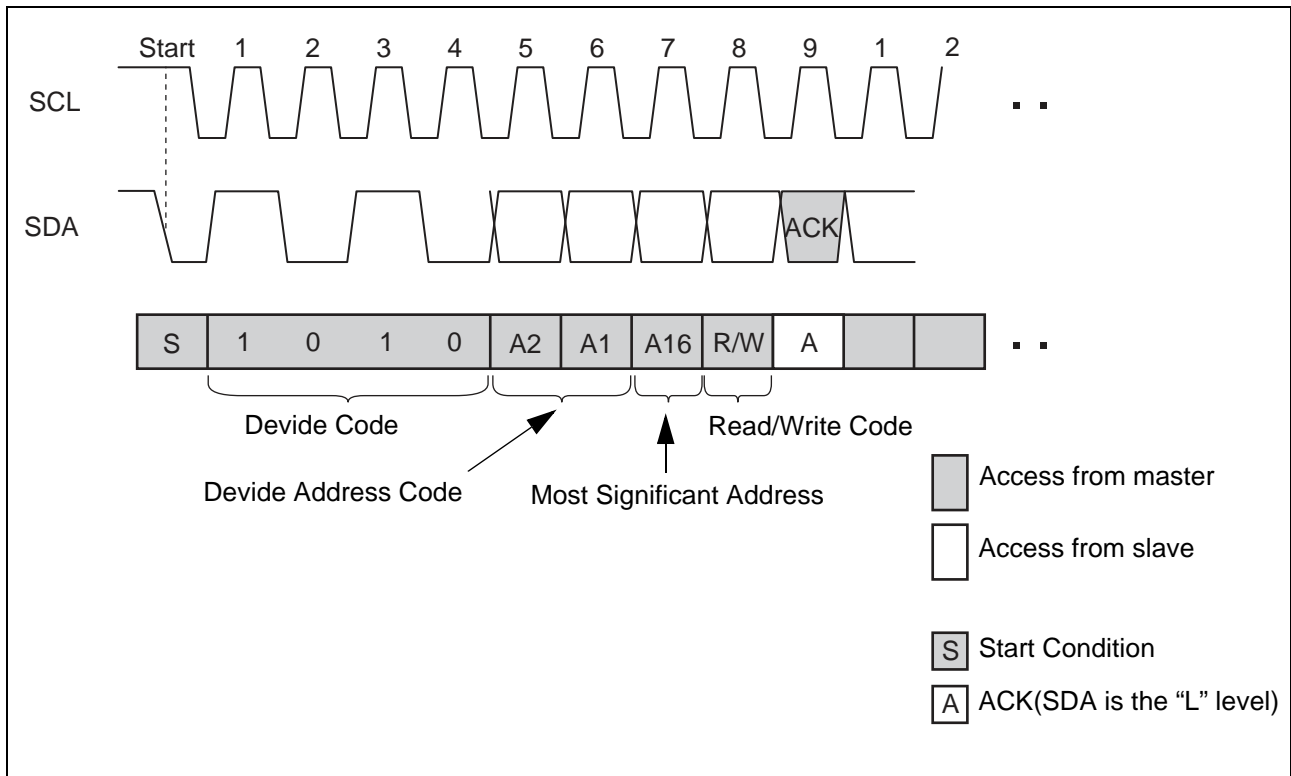 Start 1 2 3 4 5 6 7 8 9 1 2
SCL
SDA
ACK
S 1 0 1 0 A2 A1 A16 R/W A
Devide Code
Read/Write Code
Devide Address Code
Most Significant Address
Access from master
Access from slave
S Start Condition
A ACK(SDA is the “L” level)